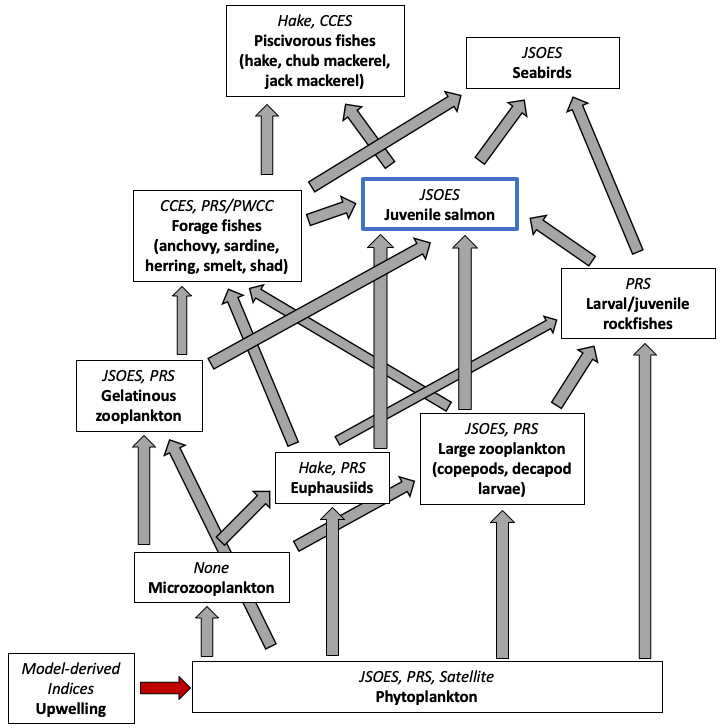 Hake, CCES
Piscivorous fishes
(hake, chub mackerel,
jack mackerel)
JSOES
Seabirds
CCES, PRS/PWCC
Forage fishes
(anchovy, sardine,
herring, smelt, shad)
JSOES
Juvenile salmon
PRS
Larval/juvenile
rockfishes
JSOES, PRS
Gelatinous
zooplankton
JSOES, PRS
Large zooplankton
(copepods, decapod
larvae)
Hake, PRS
Euphausiids
None
Microzooplankton
Model-derived
Indices
Upwelling
JSOES, PRS, Satellite
Phytoplankton